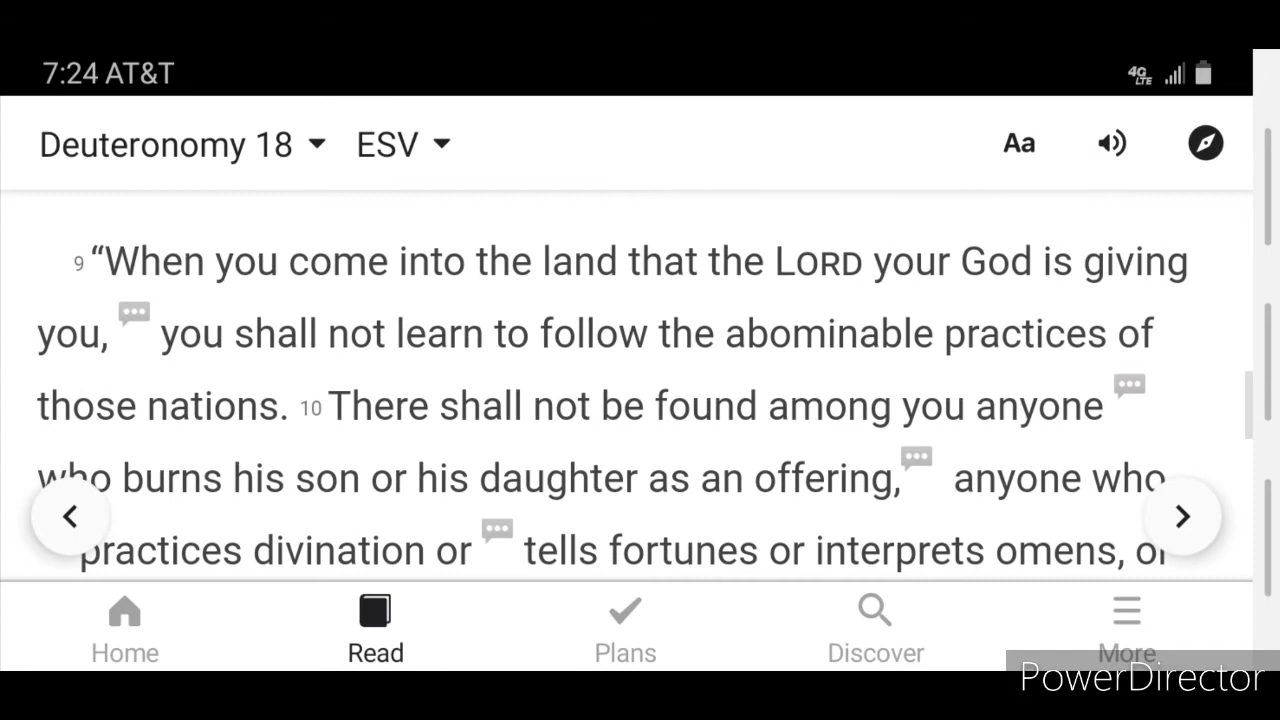 7:24 AT&T
4G LTE
Deuteronomy 18 ESV Aa
9 “When you come into the land that the LORD your God is giving
you, you shall not learn to follow the abominable practices of
those nations. 10 There shall not be found among you anyone
who burns his son or his daughter as an offering, anyone who
practices divination or tells fortunes or interprets omens, or
Home Read Plans Discover More
PowerDirector